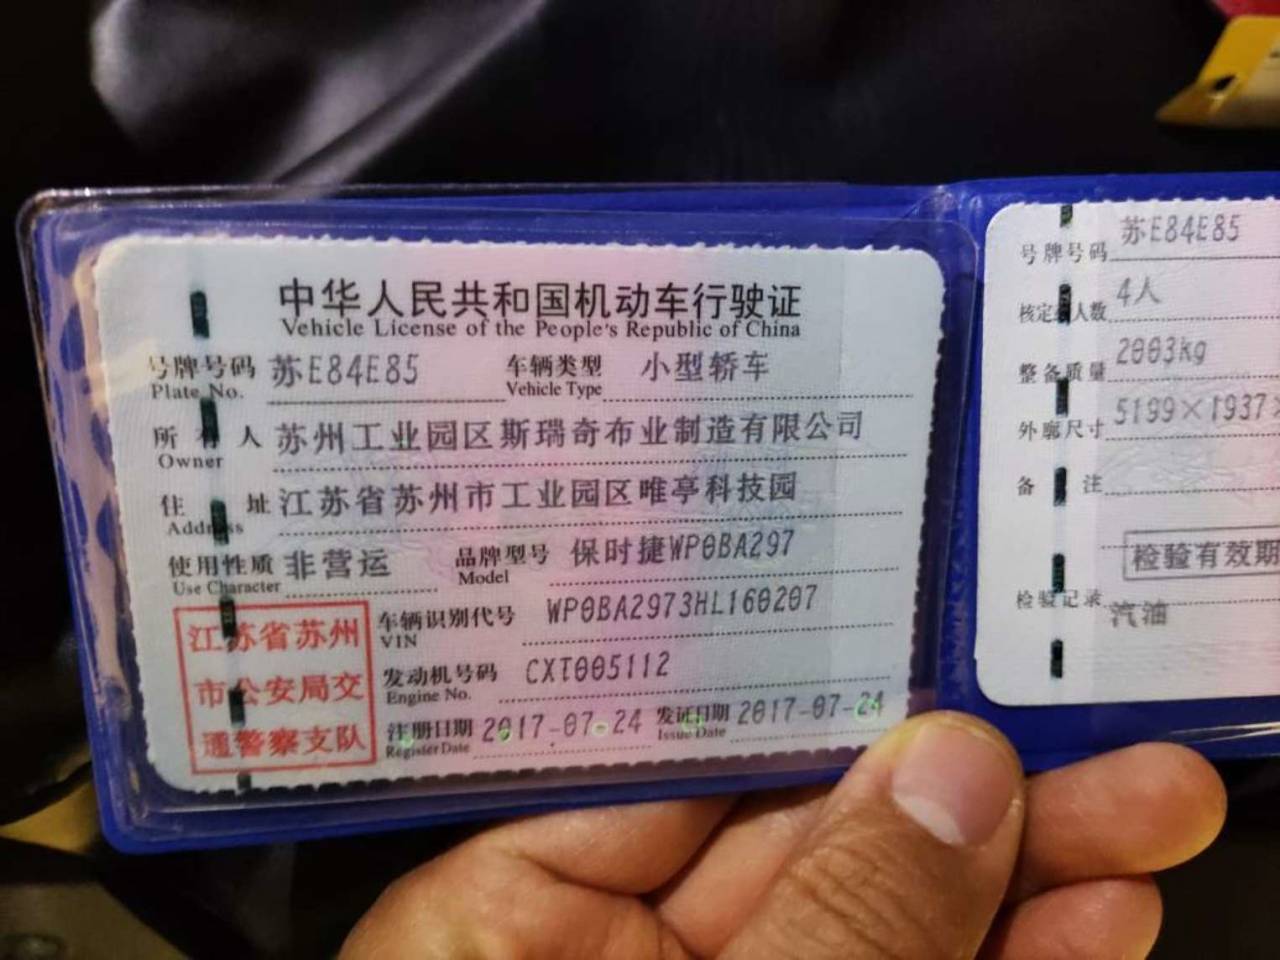 中华人民共和国机动车行驶证
Vehicle License of the People's Republic of China
号牌号码 苏E84E85 车辆类型 小型轿车
Plate No. Vehicle Type
所有人 苏州工业园区斯瑞奇布业制造有限公司
Owner
住址 江苏省苏州市工业园区唯亭科技园
Address
使用性质 非营运 品牌型号 保时捷WP0BA297
Use Character Model
车辆识别代号 WP0BA2973HL160207
VIN
发动机号码 CXT005112
Engine No.
注册日期 2017-07-24 发证日期 2017-07-24
Register Date Issue Date
江苏省苏州
市公安局交
通警察支队
号牌号码 苏E84E85
核定载人数 4人
整备质量 2003kg
外廓尺寸 5199×1937×
备注
检验有效期
检验记录
汽油